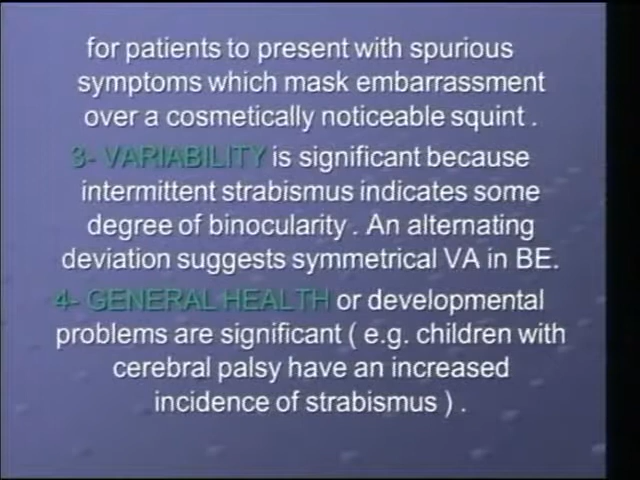 for patients to present with spurious
symptoms which mask embarrassment
over a cosmetically noticeable squint .
3- VARIABILITY is significant because
intermittent strabismus indicates some
degree of binocularity . An alternating
deviation suggests symmetrical VA in BE.
4- GENERAL HEALTH or developmental
problems are significant ( e.g. children with
cerebral palsy have an increased
incidence of strabismus ) .